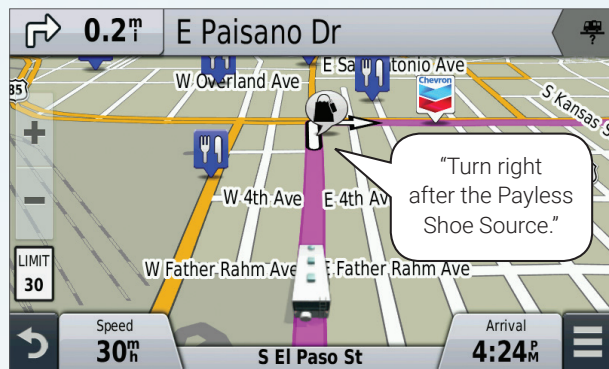 0.2 mi
E Paisano Dr
?
E San Antonio Ave
W Overland Ave
Chevron
85
S Kansas S
"Turn right
after the Payless
Shoe Source."
W 4th Ave
E 4th Av
LIMIT
30
W Father Rahm Ave
E Father Rahm Ave
Speed
30 mh
S El Paso St
Arrival
4:24 PM